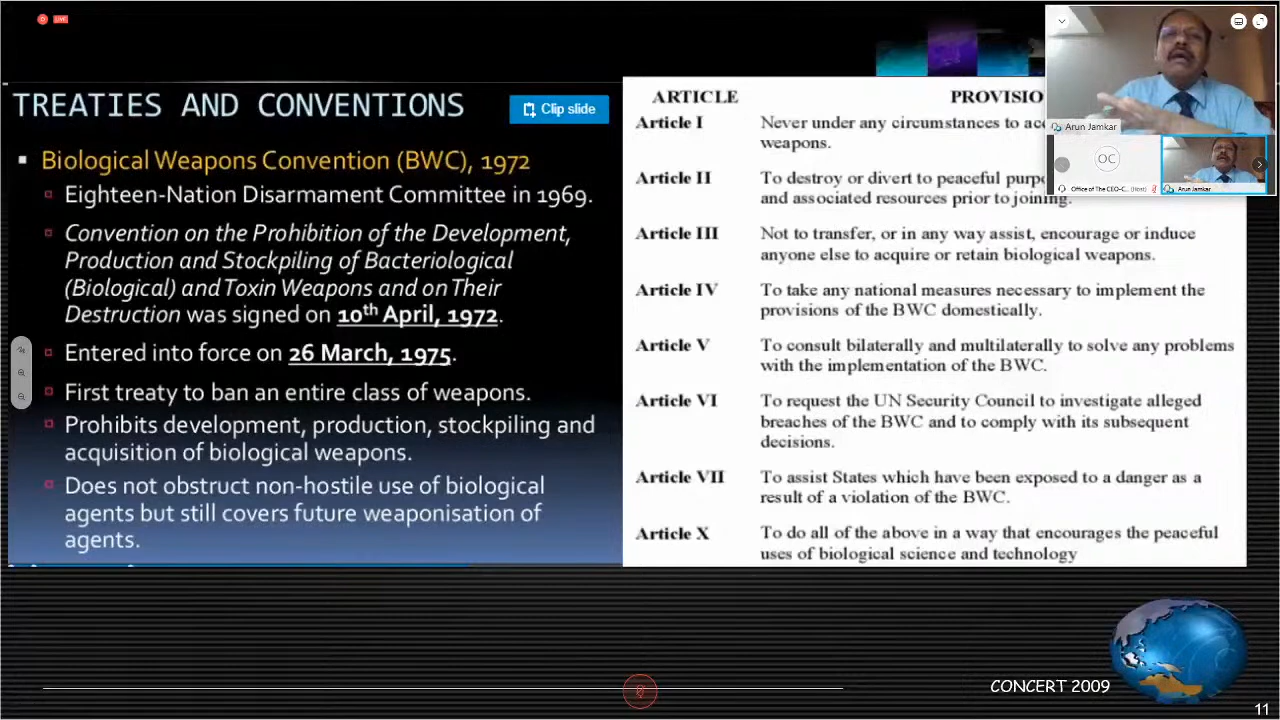 LIVE
TREATIES AND CONVENTIONS
Clip slide
▪ Biological Weapons Convention (BWC), 1972
Eighteen-Nation Disarmament Committee in 1969.
Convention on the Prohibition of the Development,
Production and Stockpiling of Bacteriological
(Biological) and Toxin Weapons and on Their
Destruction was signed on 10th April, 1972.
Entered into force on 26 March, 1975.
First treaty to ban an entire class of weapons.
Prohibits development, production, stockpiling and
acquisition of biological weapons.
Does not obstruct non-hostile use of biological
agents but still covers future weaponisation of
agents.
ARTICLE PROVISIO
Article I Never under any circumstances to
weapons.
Article II To destroy or divert to peaceful
and associated resources prior to joining.
Article III Not to transfer, or in any way assist, encourage or induce
anyone else to acquire or retain biological weapons.
Article IV To take any national measures necessary to implement the
provisions of the BWC domestically.
Article V To consult bilaterally and multilaterally to solve any problems
with the implementation of the BWC.
Article VI To request the UN Security Council to investigate alleged
breaches of the BWC and to comply with its subsequent
decisions.
Article VII To assist States which have been exposed to a danger as a
result of a violation of the BWC.
Article X To do all of the above in a way that encourages the peaceful
uses of biological science and technology
Arun Jamkar
OC
Office of The CEO-C... (Host)
Arun Jamkar
CONCERT 2009
11